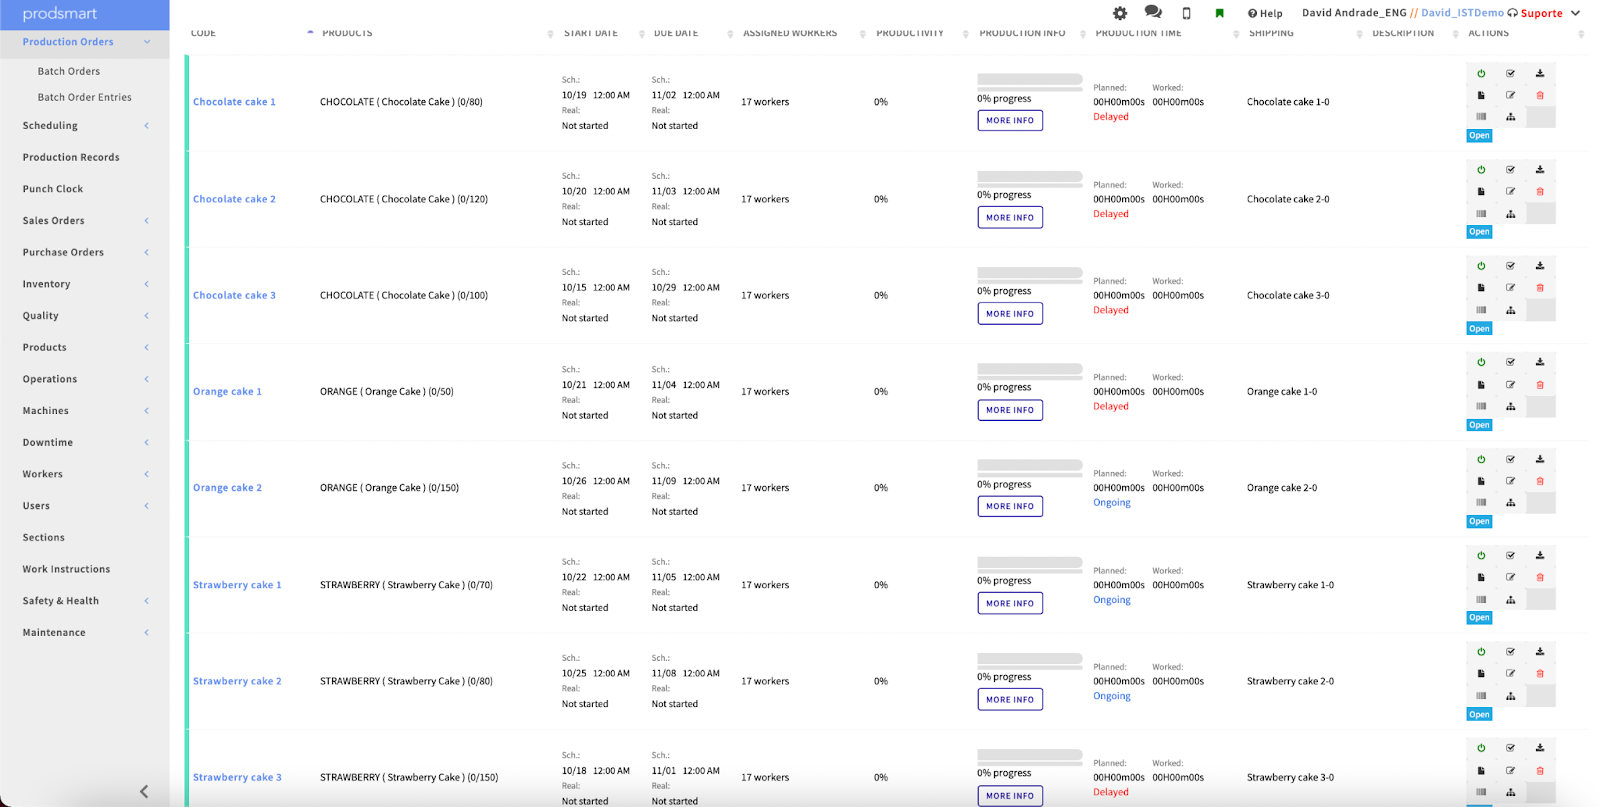 prodsmart
Help David Andrade_ENG // David_ISTDemo Suporte
Production Orders
Batch Orders
Batch Order Entries
Scheduling
Production Records
Punch Clock
Sales Orders
Purchase Orders
Inventory
Quality
Products
Operations
Machines
Downtime
Workers
Users
Sections
Work Instructions
Safety & Health
Maintenance
CODE PRODUCTS START DATE DUE DATE ASSIGNED WORKERS PRODUCTIVITY PRODUCTION INFO PRODUCTION TIME SHIPPING DESCRIPTION ACTIONS
Sch.: Sch.:
Planned: Worked:
10/19 12:00 AM 11/02 12:00 AM 0% progress
Chocolate cake 1 CHOCOLATE ( Chocolate Cake ) (0/80) 17 workers 0% 00H00m00s 00H00m00s Chocolate cake 1-0
Real: Real:
MORE INFO Delayed
Not started Not started
Open
Sch.: Sch.:
Planned: Worked:
10/20 12:00 AM 11/03 12:00 AM 0% progress
Chocolate cake 2 CHOCOLATE ( Chocolate Cake ) (0/120) 17 workers 0% 00H00m00s 00H00m00s Chocolate cake 2-0
Real: Real:
MORE INFO Delayed
Not started Not started
Open
Sch.: Sch.:
Planned: Worked:
10/15 12:00 AM 10/29 12:00 AM 0% progress
Chocolate cake 3 CHOCOLATE ( Chocolate Cake ) (0/100) 17 workers 0% 00H00m00s 00H00m00s Chocolate cake 3-0
Real: Real:
MORE INFO Delayed
Not started Not started
Open
Sch.: Sch.:
Planned: Worked:
10/21 12:00 AM 11/04 12:00 AM 0% progress
Orange cake 1 ORANGE ( Orange Cake ) (0/50) 17 workers 0% 00H00m00s 00H00m00s Orange cake 1-0
Real: Real:
MORE INFO Delayed
Not started Not started
Open
Sch.: Sch.:
Planned: Worked:
10/26 12:00 AM 11/09 12:00 AM 0% progress
Orange cake 2 ORANGE ( Orange Cake ) (0/150) 17 workers 0% 00H00m00s 00H00m00s Orange cake 2-0
Real: Real:
MORE INFO Ongoing
Not started Not started
Open
Sch.: Sch.:
Planned: Worked:
10/22 12:00 AM 11/05 12:00 AM 0% progress
Strawberry cake 1 STRAWBERRY ( Strawberry Cake ) (0/70) 17 workers 0% 00H00m00s 00H00m00s Strawberry cake 1-0
Real: Real:
MORE INFO Ongoing
Not started Not started
Open
Sch.: Sch.:
Planned: Worked:
10/25 12:00 AM 11/08 12:00 AM 0% progress
Strawberry cake 2 STRAWBERRY ( Strawberry Cake ) (0/80) 17 workers 0% 00H00m00s 00H00m00s Strawberry cake 2-0
Real: Real:
MORE INFO Ongoing
Not started Not started
Open
Sch.: Sch.:
Planned: Worked:
10/18 12:00 AM 11/01 12:00 AM 0% progress
Strawberry cake 3 STRAWBERRY ( Strawberry Cake ) (0/150) 17 workers 0% 00H00m00s 00H00m00s Strawberry cake 3-0
Real: Real:
MORE INFO Delayed
Not started Not started